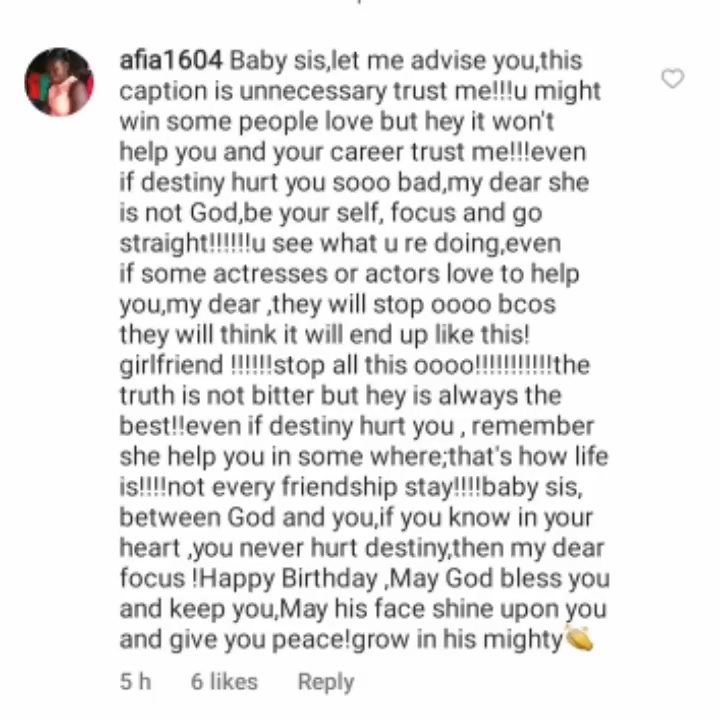 afia1604 Baby sis,let me advise you,this
caption is unnecessary trust me!!!u might
win some people love but hey it won't
help you and your career trust me!!!even
if destiny hurt you sooo bad,my dear she
is not God,be your self, focus and go
straight!!!!!!u see what u re doing,even
if some actresses or actors love to help
you,my dear ,they will stop oooo bcos
they will think it will end up like this!
girlfriend !!!!!!stop all this oooo!!!!!!!!!!!!the
truth is not bitter but hey is always the
best!!even if destiny hurt you , remember
she help you in some where;that's how life
is!!!!not every friendship stay!!!!baby sis,
between God and you,if you know in your
heart ,you never hurt destiny,then my dear
focus !Happy Birthday ,May God bless you
and keep you,May his face shine upon you
and give you peace!grow in his mighty👏
5 h 6 likes Reply